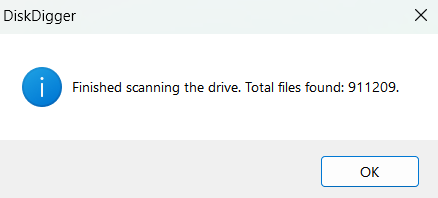 DiskDigger
Finished scanning the drive. Total files found: 911209.
OK